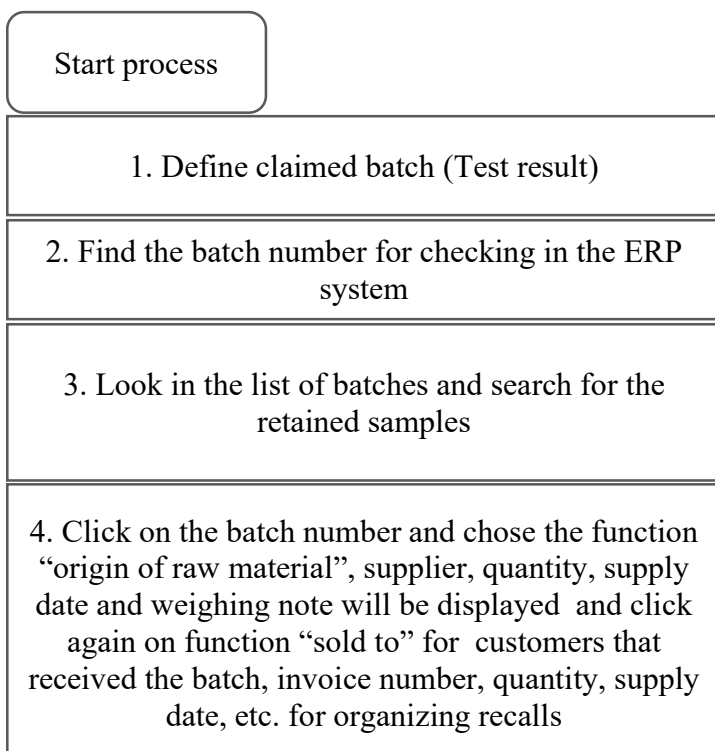 Start process
1. Define claimed batch (Test result)
2. Find the batch number for checking in the ERP
system
3. Look in the list of batches and search for the
retained samples
4. Click on the batch number and chose the function
“origin of raw material”, supplier, quantity, supply
date and weighing note will be displayed and click
again on function “sold to” for customers that
received the batch, invoice number, quantity, supply
date, etc. for organizing recalls